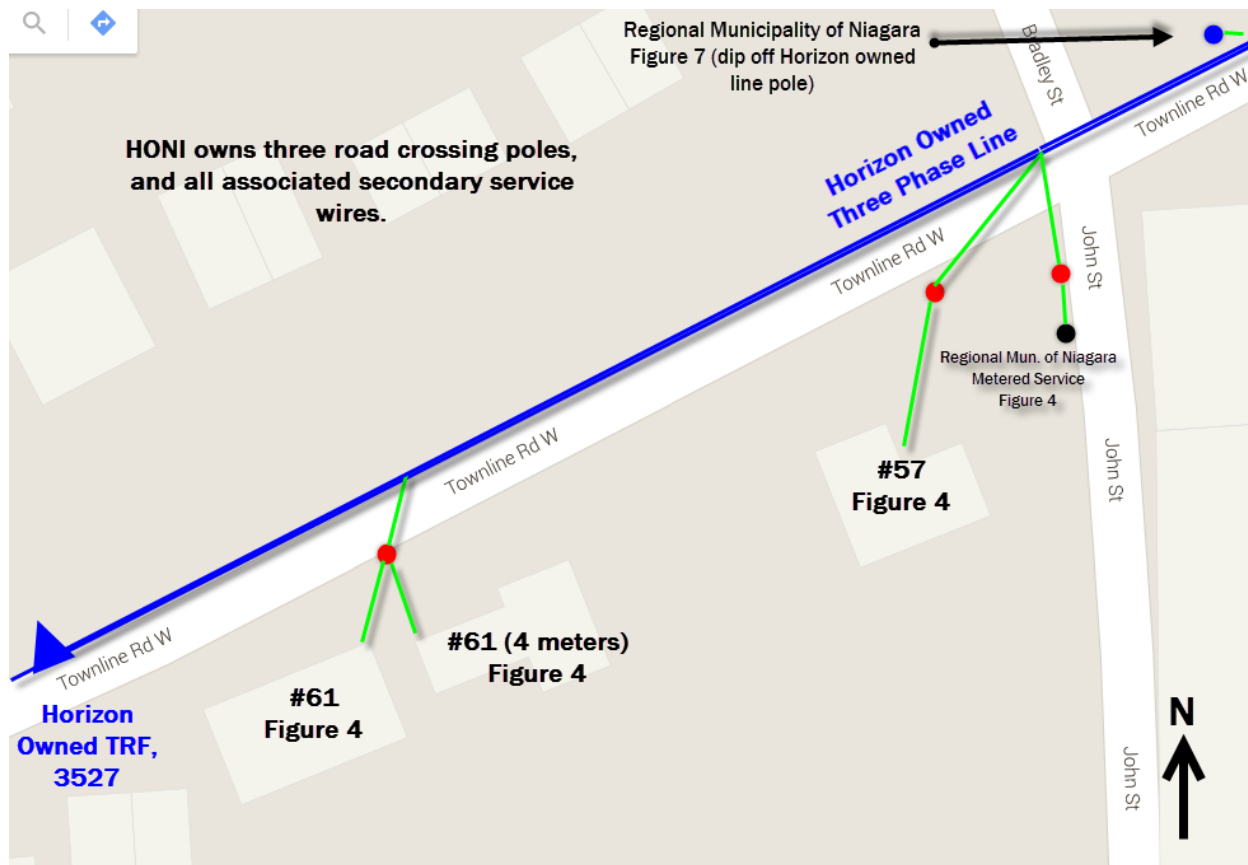 Regional Municipality of Niagara
Figure 7 (dip off Horizon owned
line pole)
Bradley St
Townline Rd W
HONI owns three road crossing poles,
and all associated secondary service
wires.
Horizon Owned
Three Phase Line
Townline Rd W
John St
Regional Mun. of Niagara
Metered Service
Figure 4
Townline Rd W
#57
Figure 4
John St
#61 (4 meters)
Figure 4
Townline Rd W
#61
Figure 4
Horizon
Owned TRF,
3527
N
John St